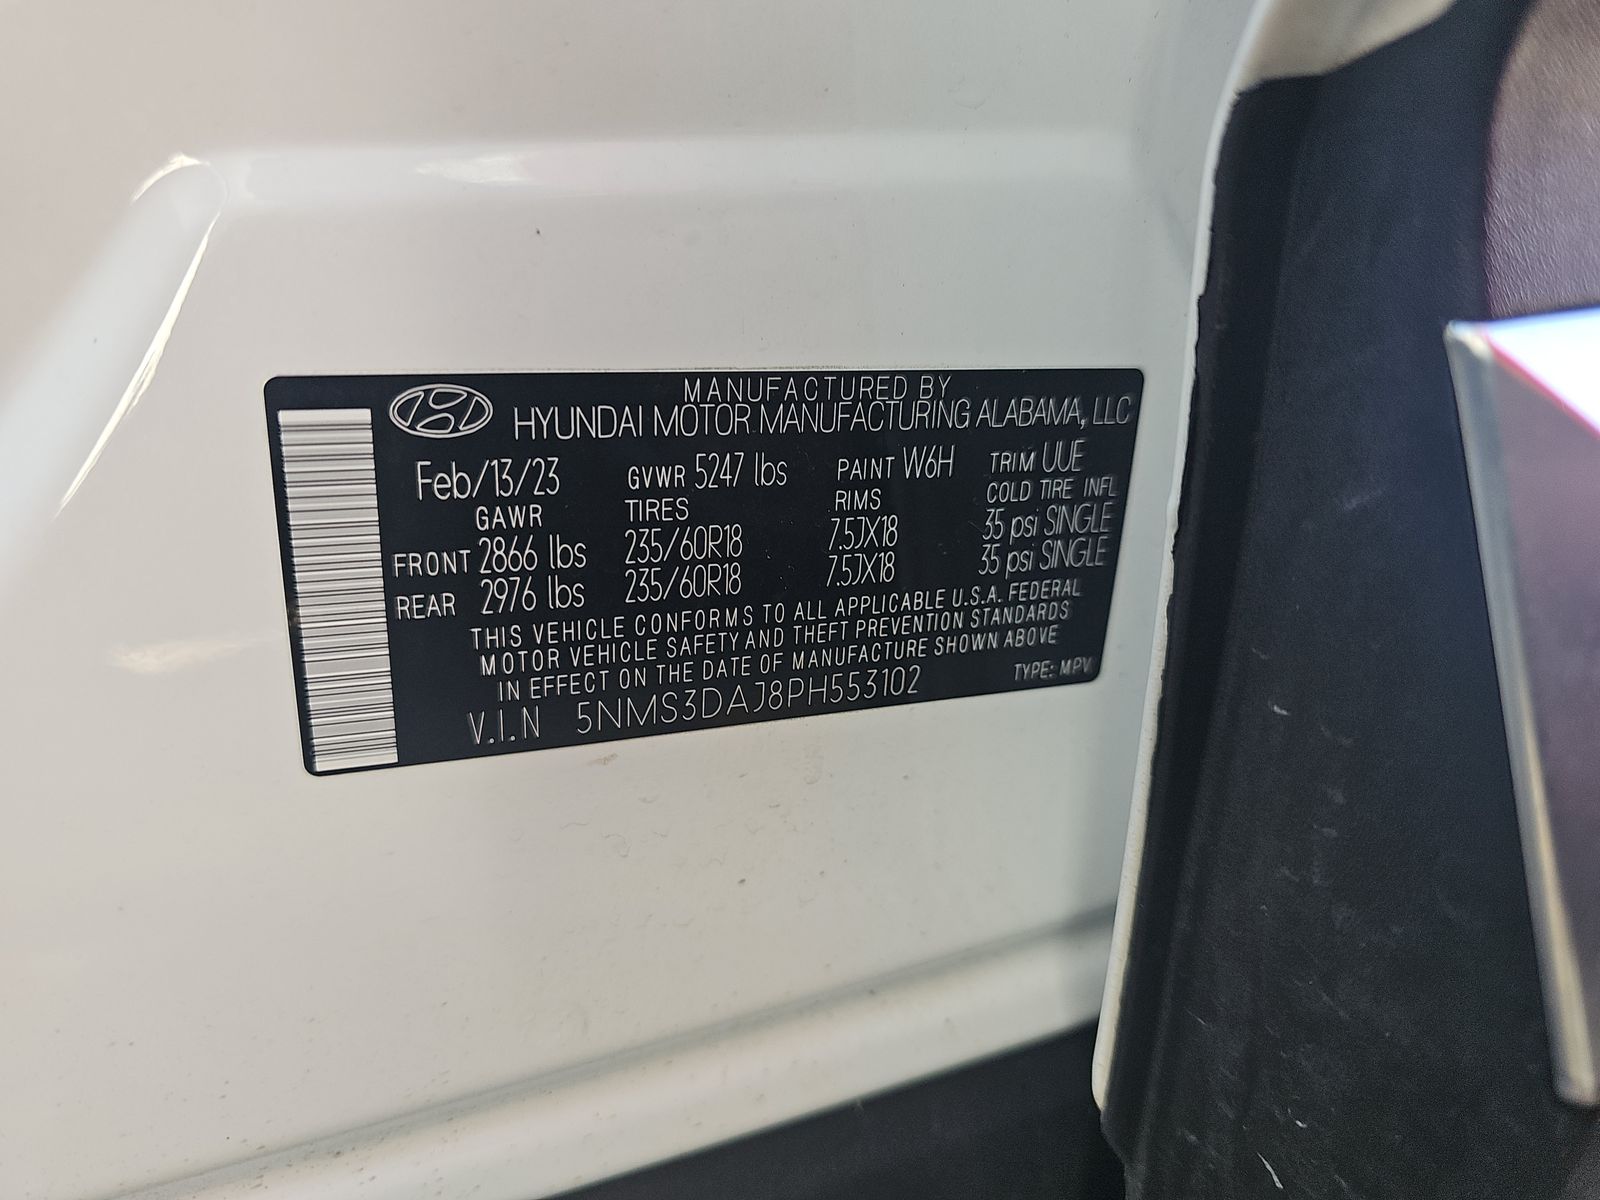 MANUFACTURED BY
HYUNDAI MOTOR MANUFACTURING ALABAMA, LLC
Feb/13/23 GVWR 5247 lbs PAINT W6H TRIM UUE
GAWR TIRES RIMS COLD TIRE INFL
FRONT 2866 lbs 235/60R18 7.5JX18 35 psi SINGLE
REAR 2976 lbs 235/60R18 7.5JX18 35 psi SINGLE
THIS VEHICLE CONFORMS TO ALL APPLICABLE U.S.A. FEDERAL
MOTOR VEHICLE SAFETY AND THEFT PREVENTION STANDARDS
IN EFFECT ON THE DATE OF MANUFACTURE SHOWN ABOVE
V.I.N 5NMS3DAJ8PH553102 TYPE: MPV